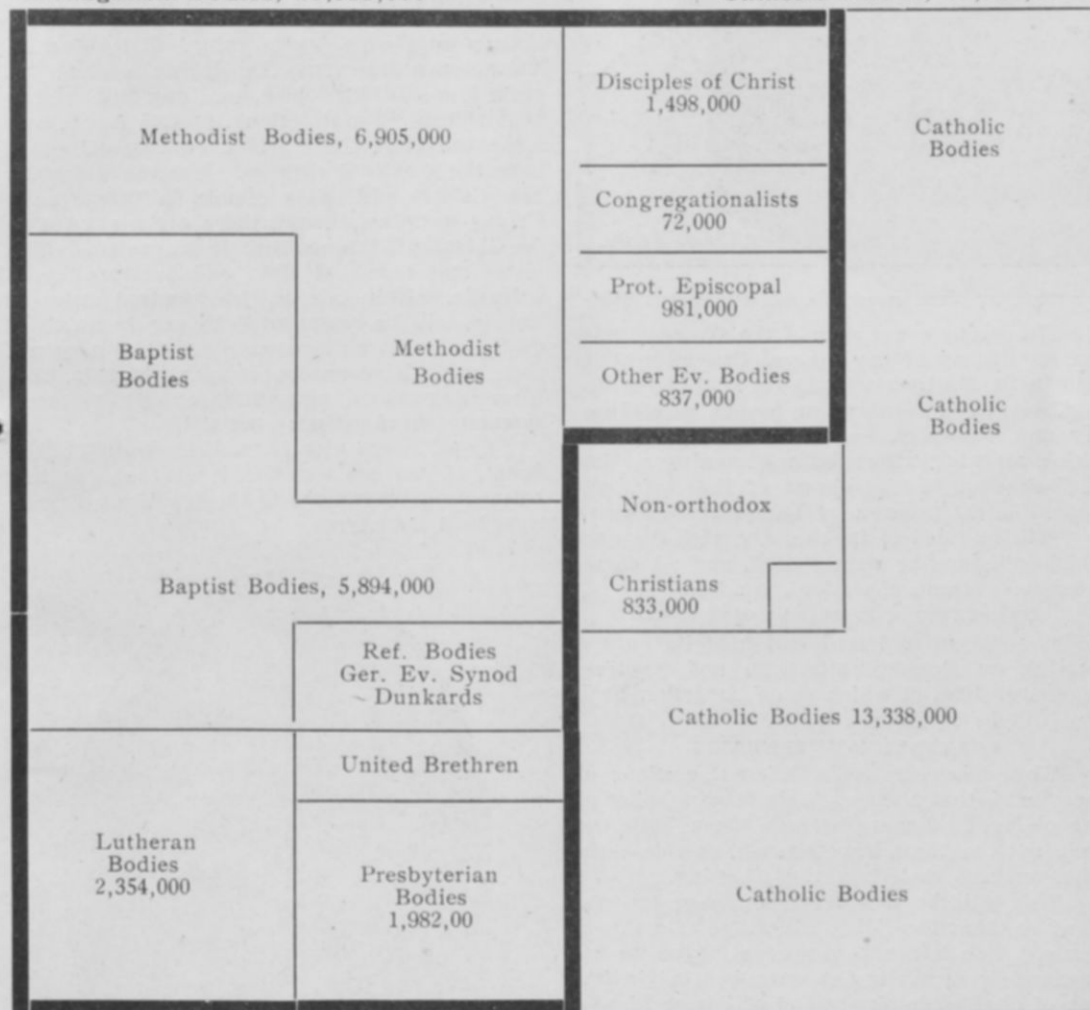 Methodist Bodies, 6,905,000
Disciples of Christ
1,498,000
Catholic
Bodies
Congregationalists
72,000
Prot. Episcopal
981,000
Baptist
Bodies
Methodist
Bodies
Other Ev. Bodies
837,000
Catholic
Bodies
Non-orthodox
Christians
833,000
Baptist Bodies, 5,894,000
Ref. Bodies
Ger. Ev. Synod
Dunkards
Catholic Bodies 13,338,000
United Brethren
Lutheran
Bodies
2,354,000
Presbyterian
Bodies
1,982,00
Catholic Bodies